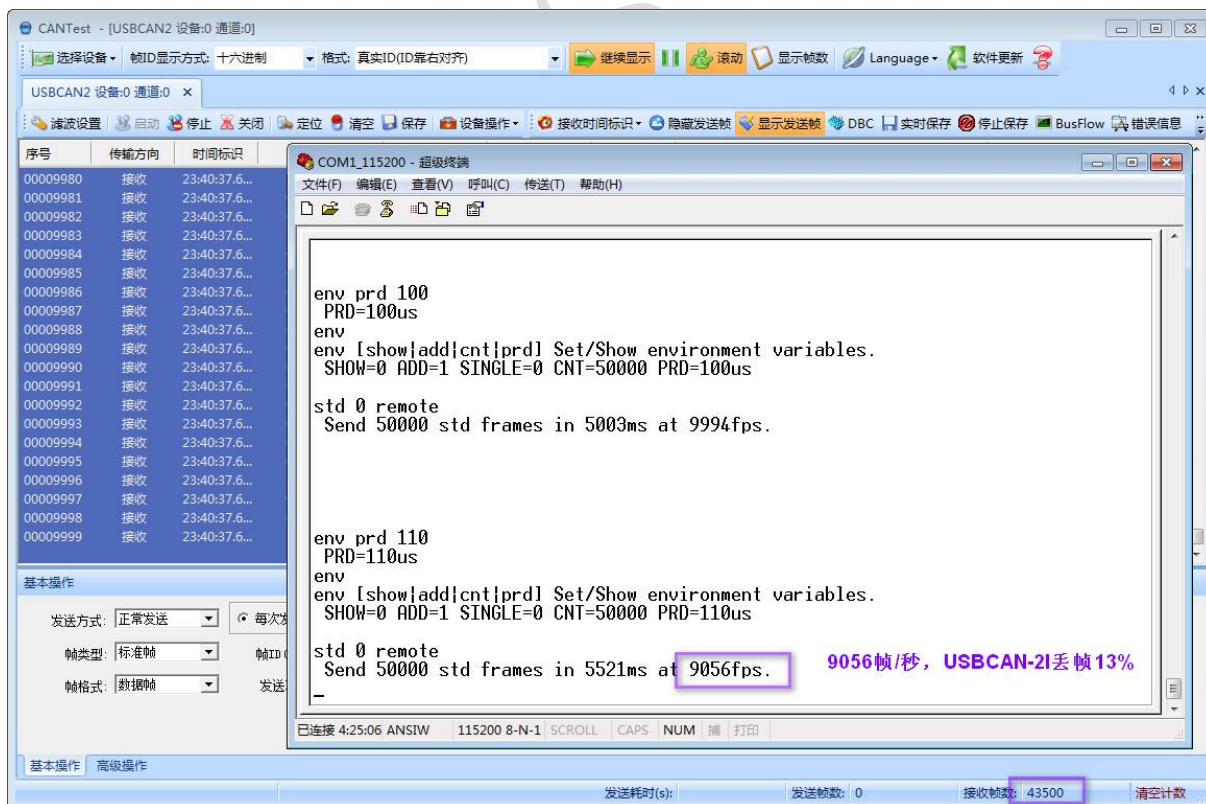 CANTest - [USBCAN2 设备:0 通道:0]
选择设备 帧ID显示方式: 十六进制 格式: 真实ID(ID靠右对齐) 继续显示 滚动 显示帧数 Language 软件更新
USBCAN2 设备:0 通道:0
滤波设置 启动 停止 关闭 定位 清空 保存 设备操作 接收时间标识 隐藏发送帧 显示发送帧 DBC 实时保存 停止保存 BusFlow 错误信息
序号 传输方向 时间标识
00009980 接收 23:40:37.6...
00009981 接收 23:40:37.6...
00009982 接收 23:40:37.6...
00009983 接收 23:40:37.6...
00009984 接收 23:40:37.6...
00009985 接收 23:40:37.6...
00009986 接收 23:40:37.6...
00009987 接收 23:40:37.6...
00009988 接收 23:40:37.6...
00009989 接收 23:40:37.6...
00009990 接收 23:40:37.6...
00009991 接收 23:40:37.6...
00009992 接收 23:40:37.6...
00009993 接收 23:40:37.6...
00009994 接收 23:40:37.6...
00009995 接收 23:40:37.6...
00009996 接收 23:40:37.6...
00009997 接收 23:40:37.6...
00009998 接收 23:40:37.6...
00009999 接收 23:40:37.6...
COM1_115200 - 超级终端
文件(F) 编辑(E) 查看(V) 呼叫(C) 传送(T) 帮助(H)
env prd 100
PRD=100us
env
env [show|add|cnt|prd] Set/Show environment variables.
SHOW=0 ADD=1 SINGLE=0 CNT=50000 PRD=100us
std 0 remote
Send 50000 std frames in 5003ms at 9994fps.
env prd 110
PRD=110us
env
env [show|add|cnt|prd] Set/Show environment variables.
SHOW=0 ADD=1 SINGLE=0 CNT=50000 PRD=110us
std 0 remote
Send 50000 std frames in 5521ms at 9056fps.
9056帧/秒，USBCAN-2I丢帧13%
已连接 4:25:06 ANSIW 115200 8-N-1 SCROLL CAPS NUM 捕 打印
基本操作
发送方式: 正常发送 每次发
帧类型: 标准帧 帧ID
帧格式: 数据帧 发送
基本操作 高级操作
发送耗时(s): 发送帧数: 0 接收帧数: 43500 清空计数